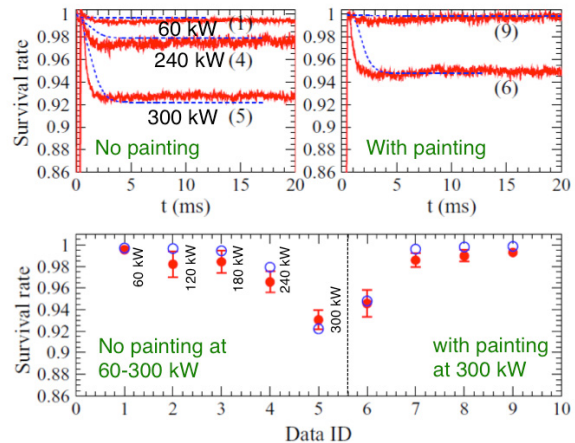 1
0.98
0.96
0.94
0.92
0.9
0.88
0.86
Survival rate
60 kW
(1)
240 kW
(4)
300 kW
(5)
No painting
0 5 10 15 20
t (ms)
1
0.98
0.96
0.94
0.92
0.9
0.88
0.86
Survival rate
(9)
(6)
With painting
0 5 10 15 20
t (ms)
1
0.98
0.96
0.94
0.92
0.9
0.88
0.86
Survival rate
60 kW
120 kW
180 kW
240 kW
300 kW
No painting at
60-300 kW
with painting
at 300 kW
0 1 2 3 4 5 6 7 8 9 10
Data ID